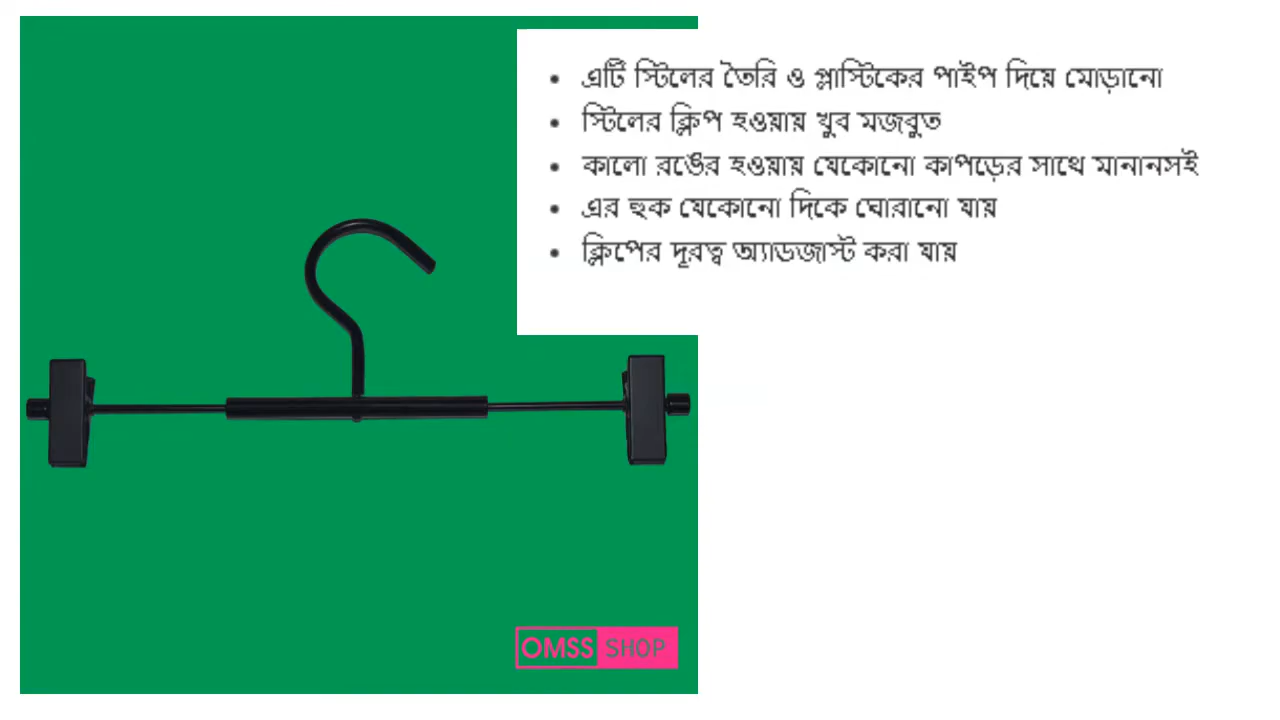 • এটি স্টিলের তৈরি ও প্লাস্টিকের পাইপ দিয়ে মোড়ানো
• স্টিলের ক্লিপ হওয়ায় খুব মজবুত
• কালো রঙের হওয়ায় যেকোনো কাপড়ের সাথে মানানসই
• এর হুক যেকোনো দিকে ঘোরানো যায়
• ক্লিপের দূরত্ব অ্যাডজাস্ট করা যায়
OMSS SHOP